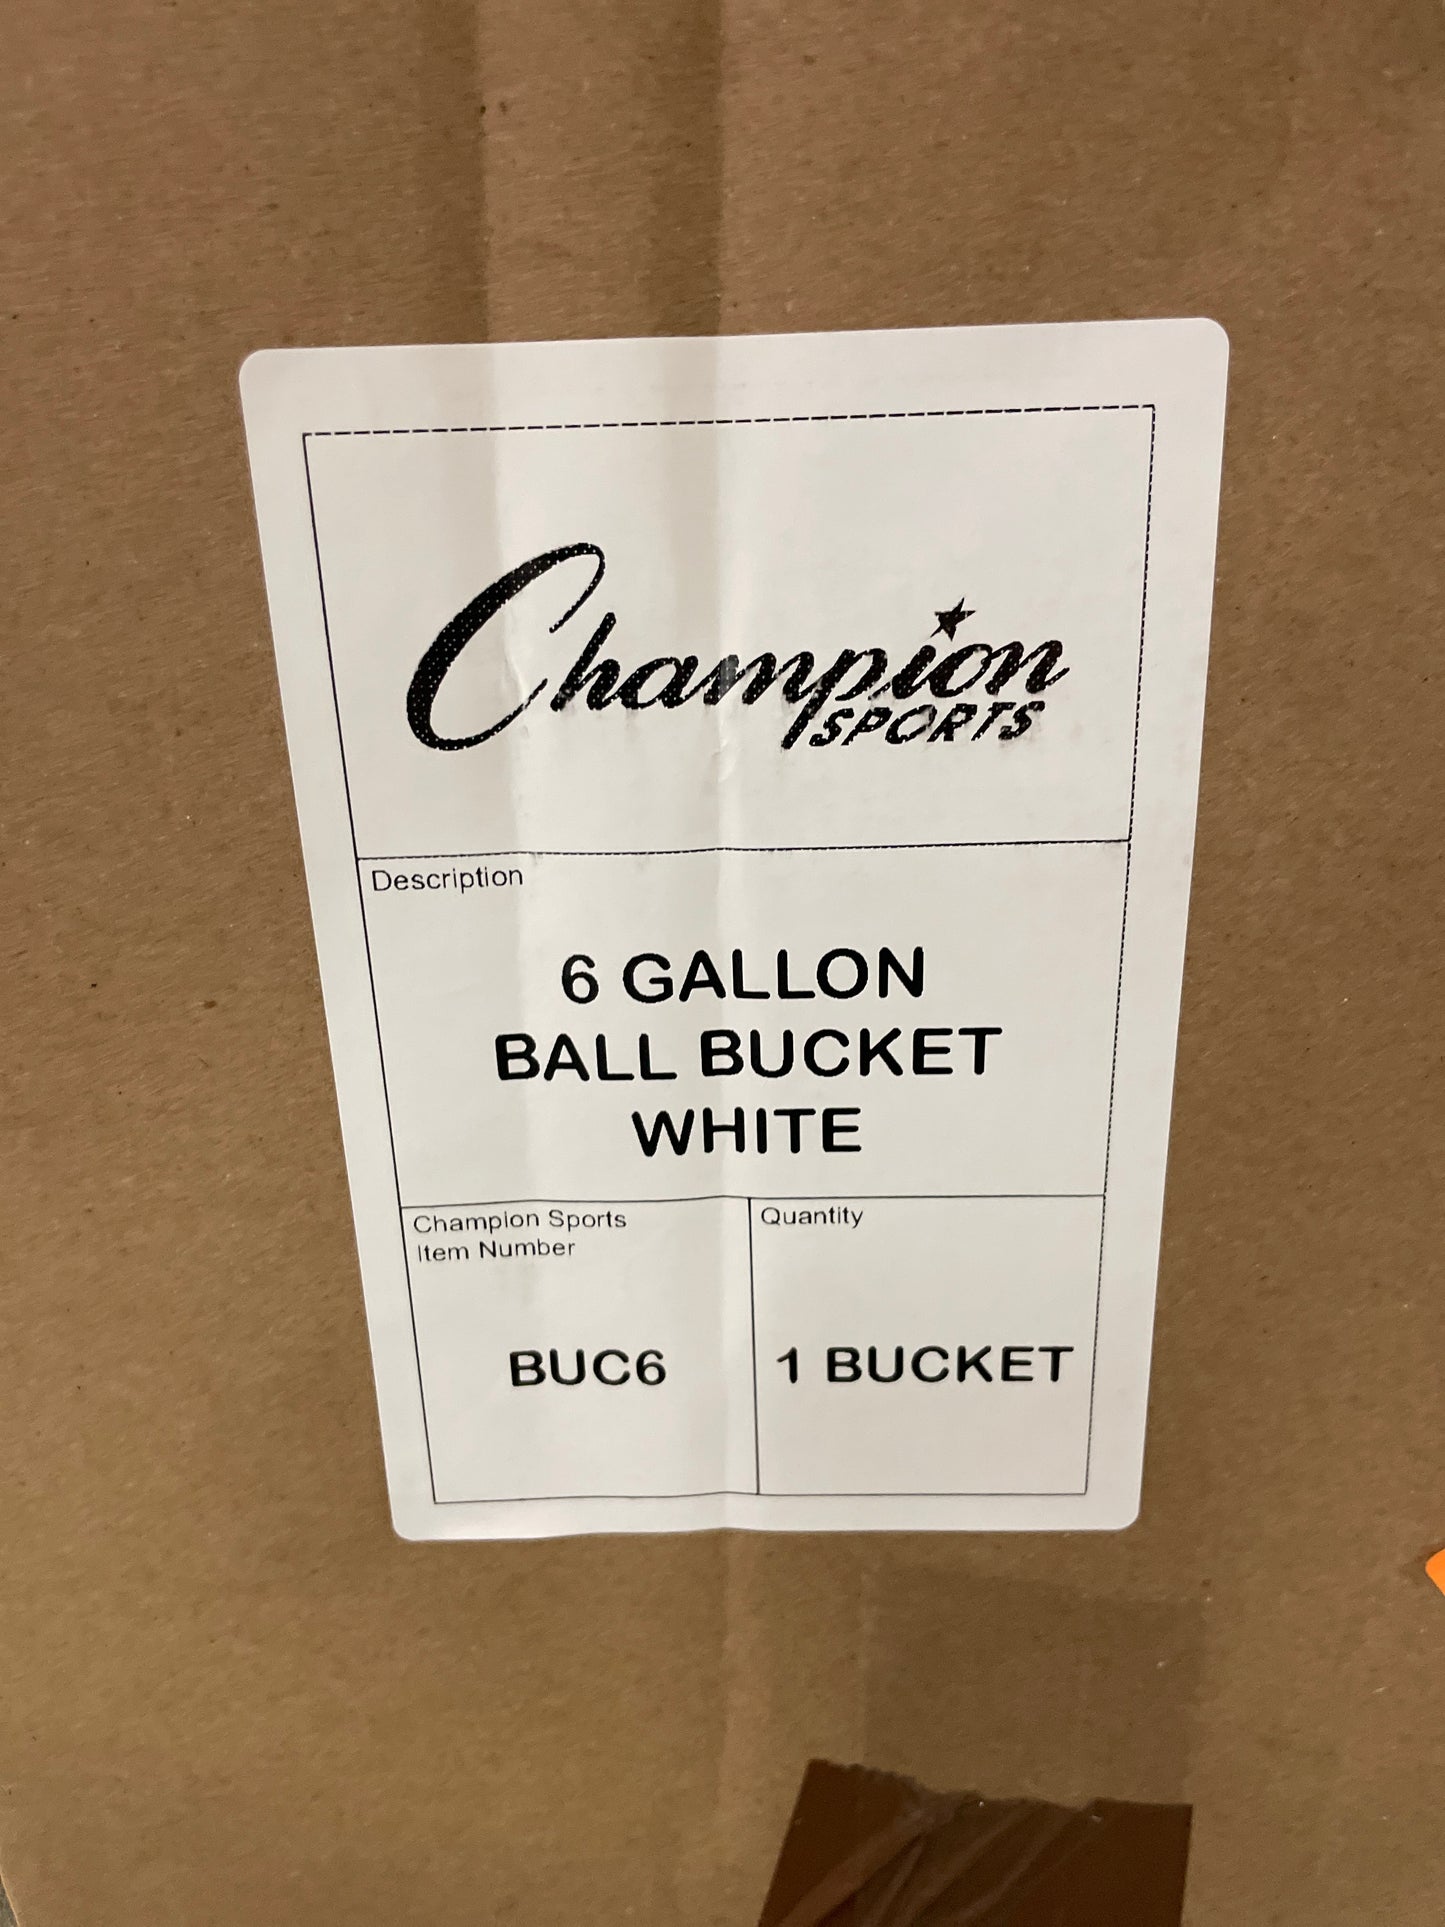 Champion
SPORTS
Description
6 GALLON
BALL BUCKET
WHITE
Champion Sports
Item Number
BUC6
Quantity
1 BUCKET